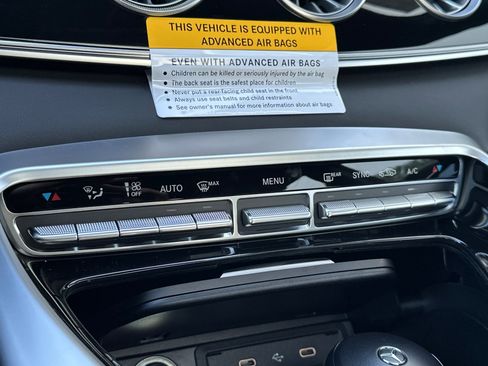 THIS VEHICLE IS EQUIPPED WITH
ADVANCED AIR BAGS
EVEN WITH ADVANCED AIR BAGS
• Children can be killed or seriously injured by the air bag
• The back seat is the safest place for children
• Never put a rear-facing child seat in the front
• Always use seat belts and child restraints
• See owner's manual for more information about air bags
OFF AUTO MAX MENU REAR SYNC A/C